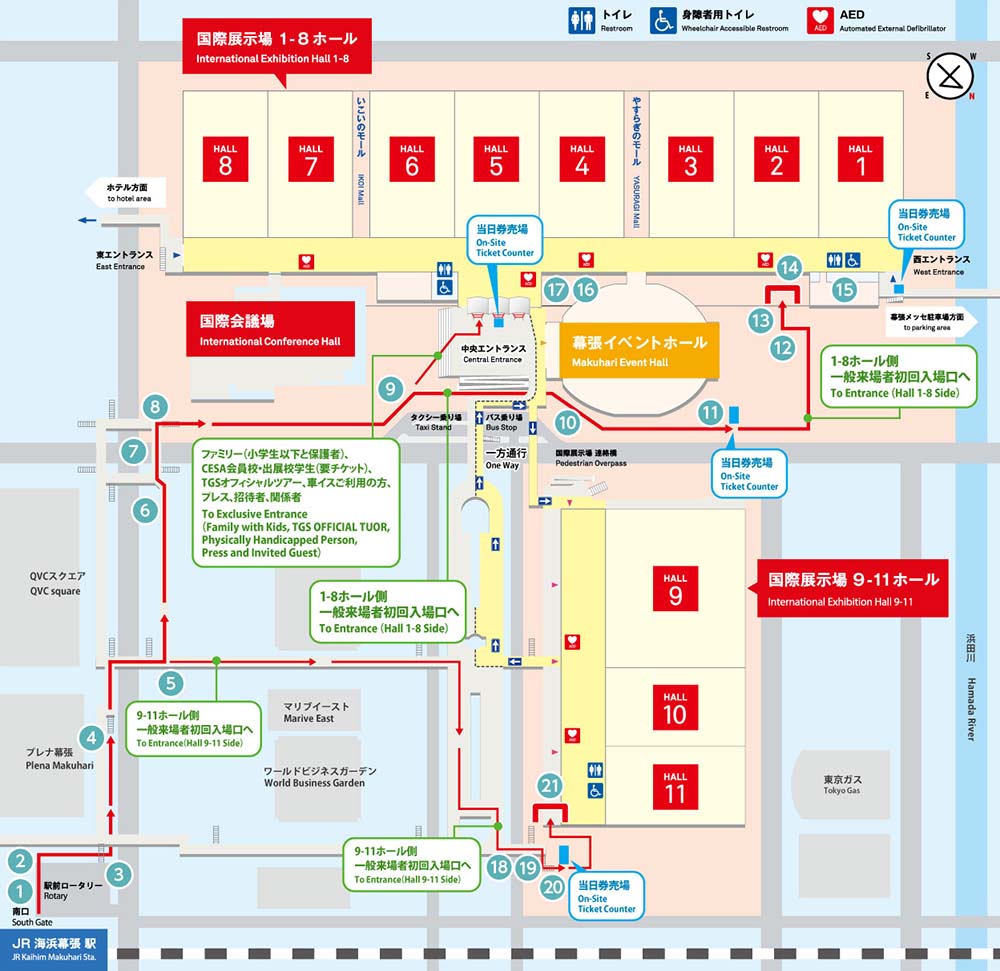 トイレ
Restroom
身障者用トイレ
Wheelchair Accessible Restroom
AED
AED
Automated External Defibrillator
国際展示場 1-8 ホール
International Exhibition Hall 1-8
S
W
E
N
HALL
8
HALL
7
いこいのモール
IKOI Mall
HALL
6
HALL
5
HALL
4
やすらぎのモール
YASURAGI Mall
HALL
3
HALL
2
HALL
1
ホテル方面
to hotel area
東エントランス
East Entrance
当日券売場
On-Site
Ticket Counter
当日券売場
On-Site
Ticket Counter
西エントランス
West Entrance
AED
AED
AED
AED
17
16
14
15
13
12
幕張メッセ駐車場方面
to parking area
国際会議場
International Conference Hall
中央エントランス
Central Entrance
幕張イベントホール
Makuhari Event Hall
1-8ホール側
一般来場者初回入場口へ
To Entrance (Hall 1-8 Side)
9
8
7
6
タクシー乗り場
Taxi Stand
バス乗り場
Bus Stop
10
11
一方通行
One Way
国際展示場 連絡橋
Pedestrian Overpass
当日券売場
On-Site
Ticket Counter
ファミリー(小学生以下と保護者)、
CESA会員校・出展校学生(要チケット)、
TGSオフィシャルツアー、車イスご利用の方、
プレス、招待者、関係者
To Exclusive Entrance
(Family with Kids, TGS OFFICIAL TUOR,
Physically Handicapped Person,
Press and Invited Guest)
QVCスクエア
QVC square
1-8ホール側
一般来場者初回入場口へ
To Entrance (Hall 1-8 Side)
HALL
9
国際展示場 9-11ホール
International Exhibition Hall 9-11
AED
浜田川
Hamada River
5
9-11ホール側
一般来場者初回入場口へ
To Entrance(Hall 9-11 Side)
マリブイースト
Marive East
HALL
10
AED
4
プレナ幕張
Plena Makuhari
ワールドビジネスガーデン
World Business Garden
HALL
11
21
東京ガス
Tokyo Gas
9-11ホール側
一般来場者初回入場口へ
To Entrance(Hall 9-11 Side)
18
19
20
当日券売場
On-Site
Ticket Counter
2
1
3
駅前ロータリー
Rotary
南口
South Gate
JR 海浜幕張 駅
JR Kaihim Makuhari Sta.